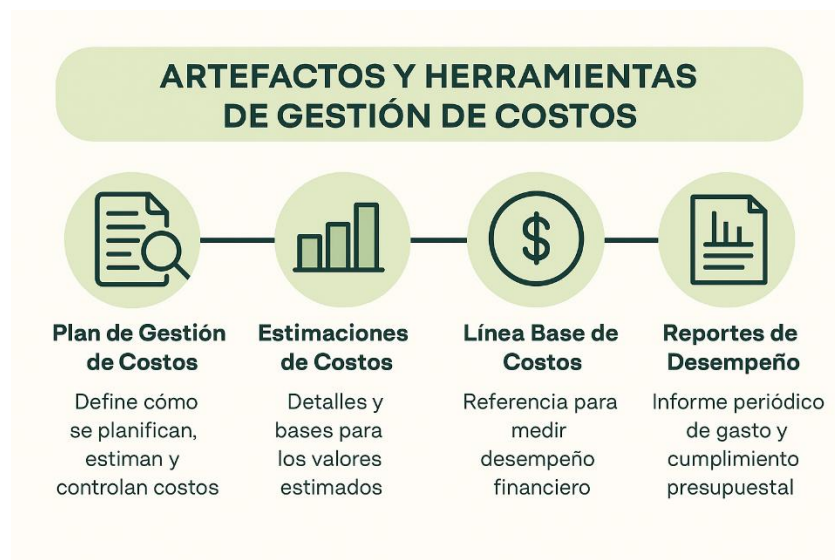 ARTEFACTOS Y HERRAMIENTAS
DE GESTIÓN DE COSTOS
$
Plan de Gestión
de Costos
Define cómo
se planifican,
estiman y
controlan costos
Estimaciones
de Costos
Detalles y
bases para
los valores
estimados
Línea Base de
Costos
Referencia para
medir
desempeño
financiero
Reportes de
Desempeño
Informe periódico
de gasto y
cumplimiento
presupuestal